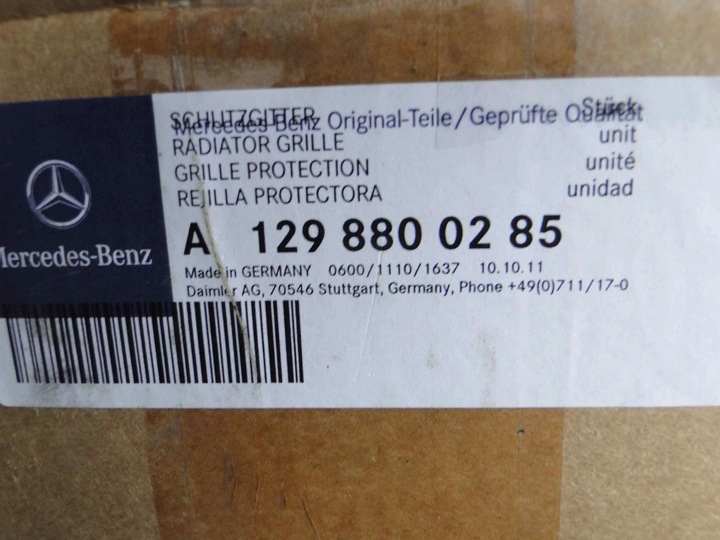 Mercedes-Benz Original-Teile/Geprüfte Qualität
SCHUTZGITTER Stück
RADIATOR GRILLE unit
GRILLE PROTECTION unité
REJILLA PROTECTORA unidad
Mercedes-Benz
A 129 880 02 85
Made in GERMANY 0600/1110/1637 10.10.11
Daimler AG, 70546 Stuttgart, Germany, Phone +49(0)711/17-0